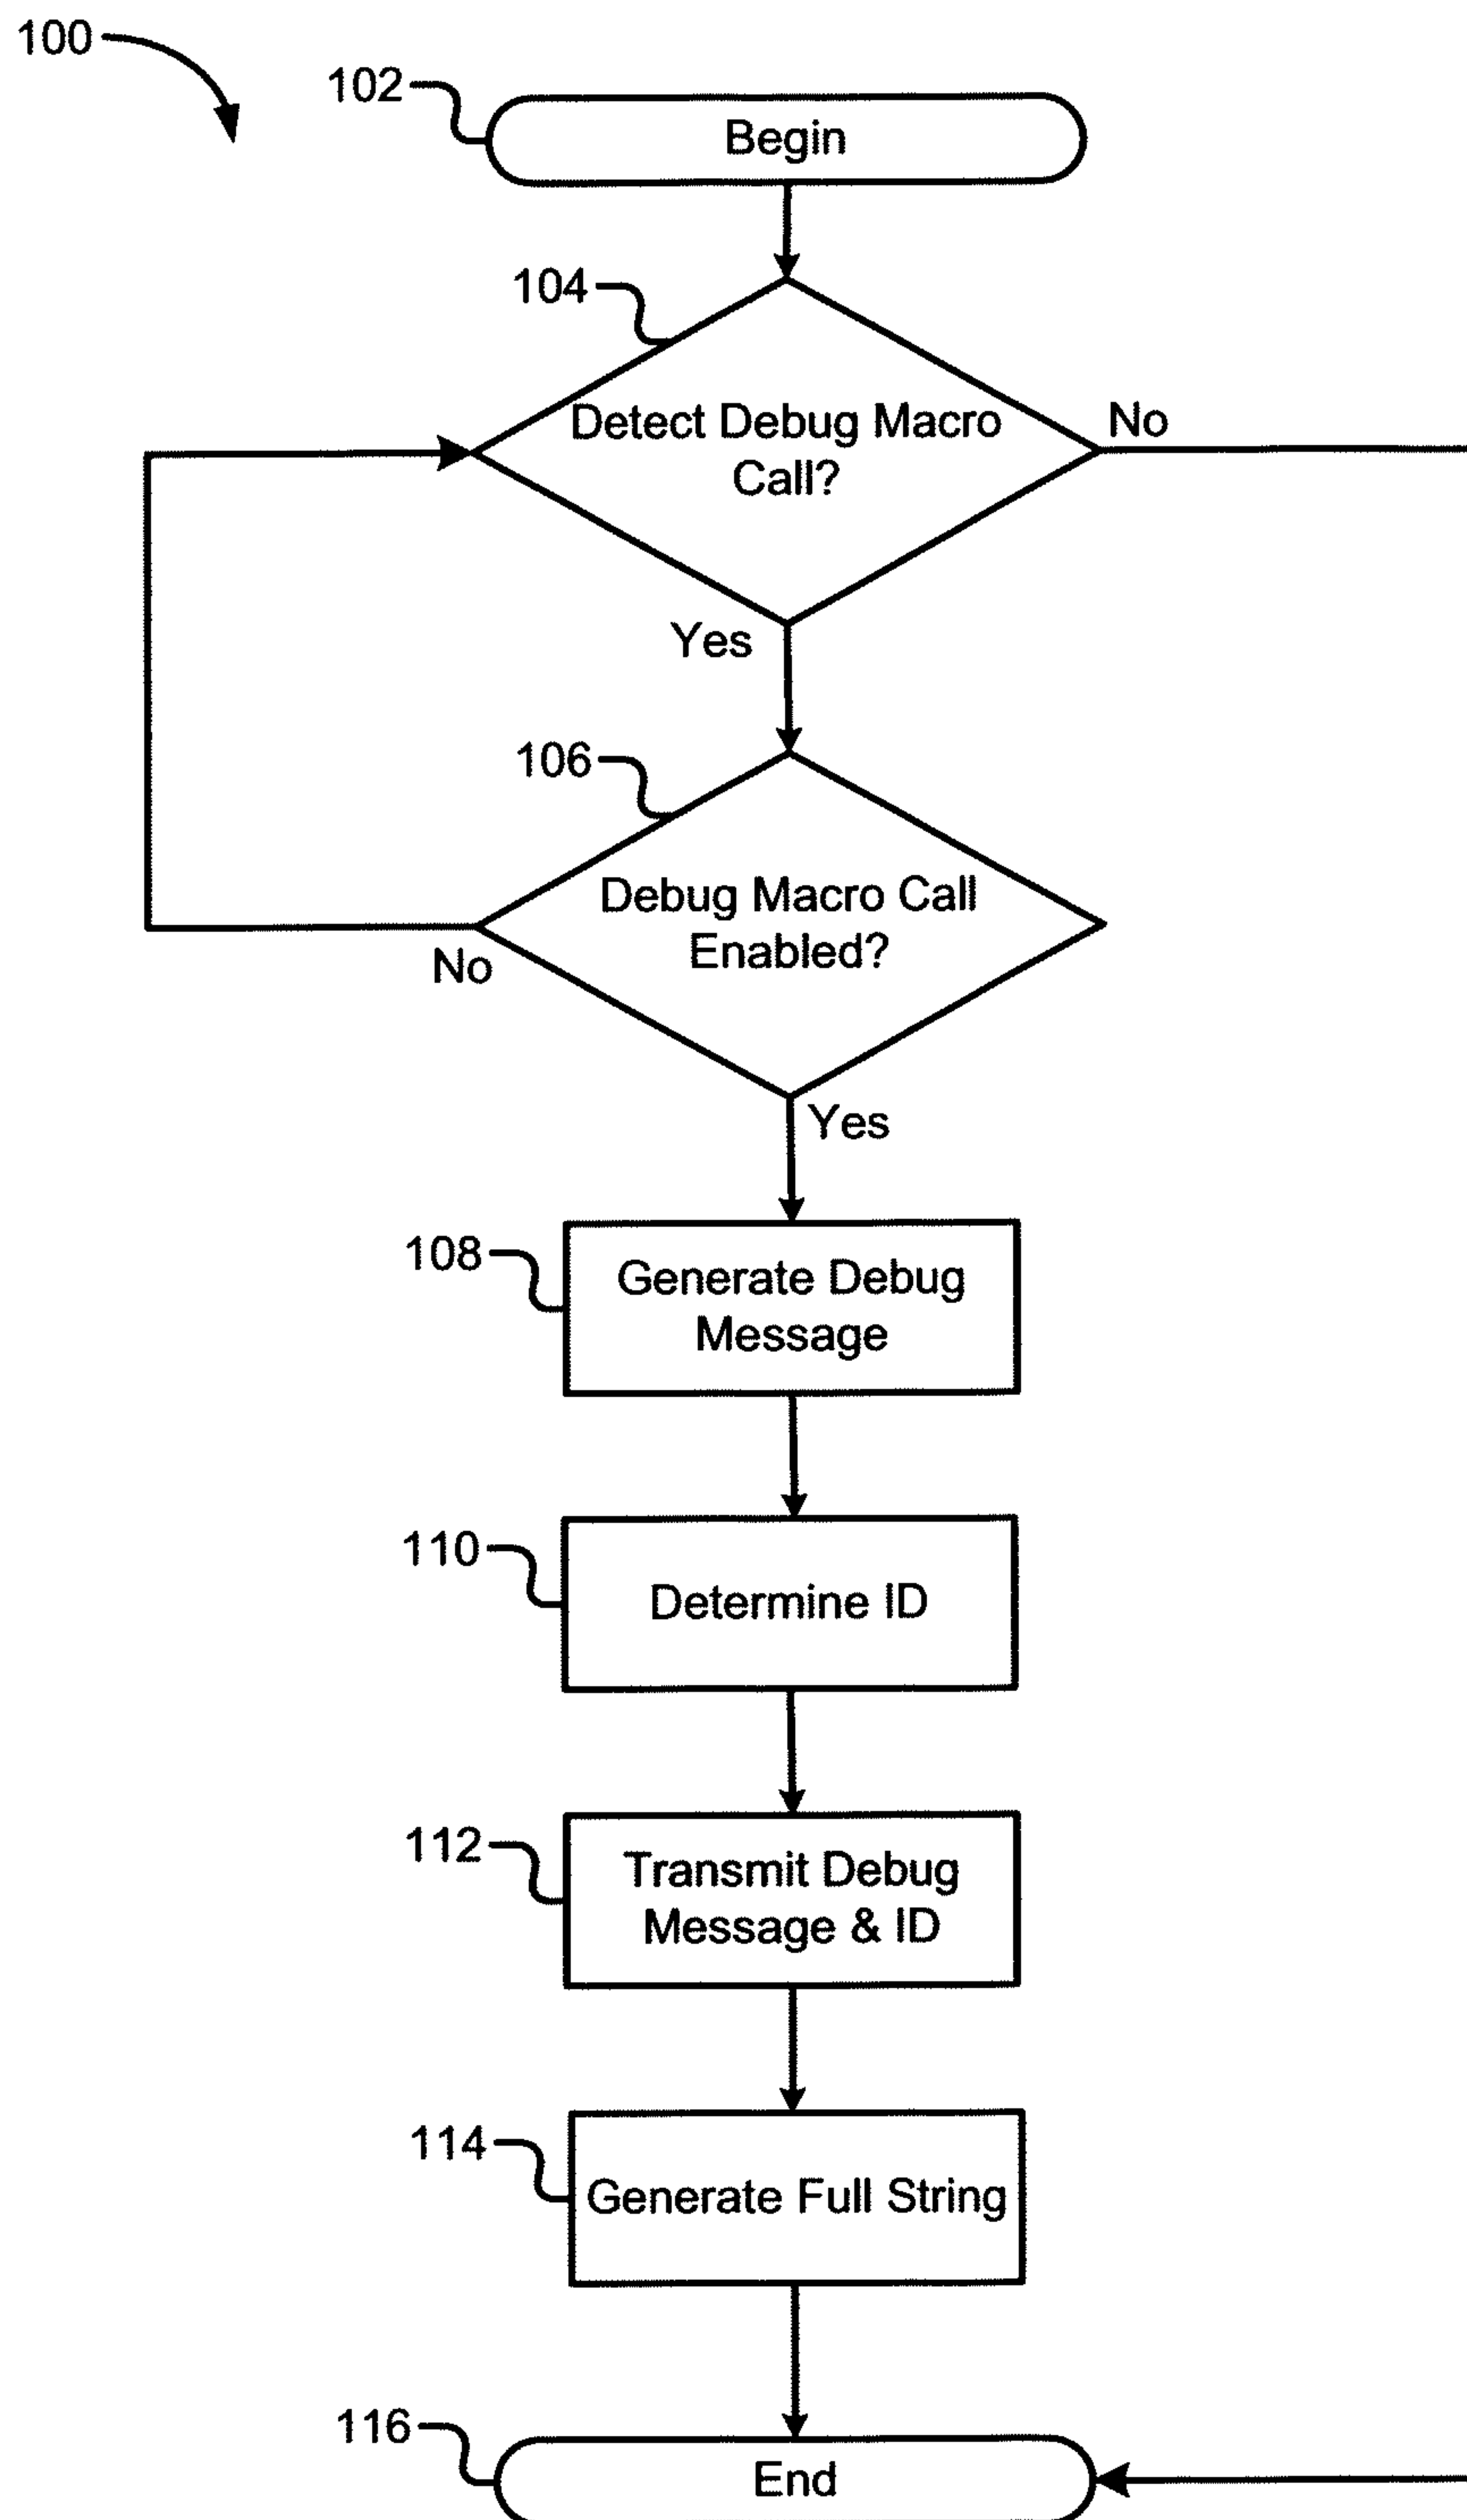 100
102
Begin
104
Detect Debug Macro
Call?
No
Yes
106
Debug Macro Call
Enabled?
No
Yes
108
Generate Debug
Message
110
Determine ID
112
Transmit Debug
Message & ID
114
Generate Full String
116
End